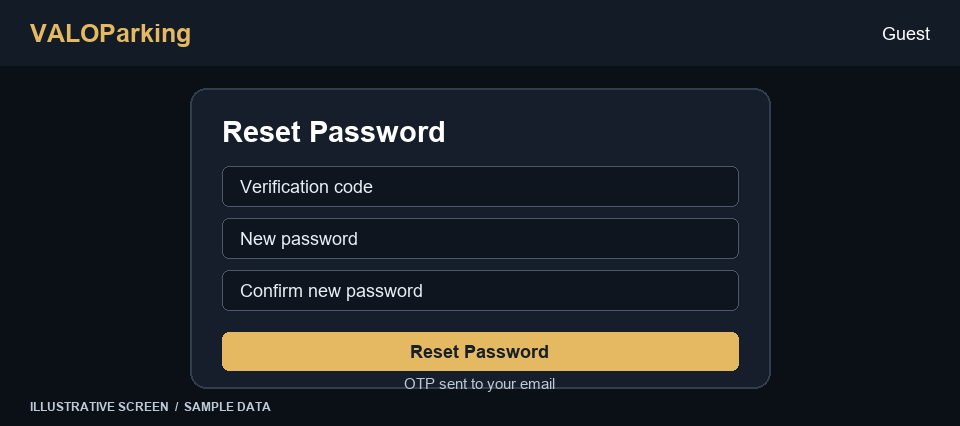 VALOParking
Guest
Reset Password
Verification code
New password
Confirm new password
Reset Password
OTP sent to your email
ILLUSTRATIVE SCREEN / SAMPLE DATA